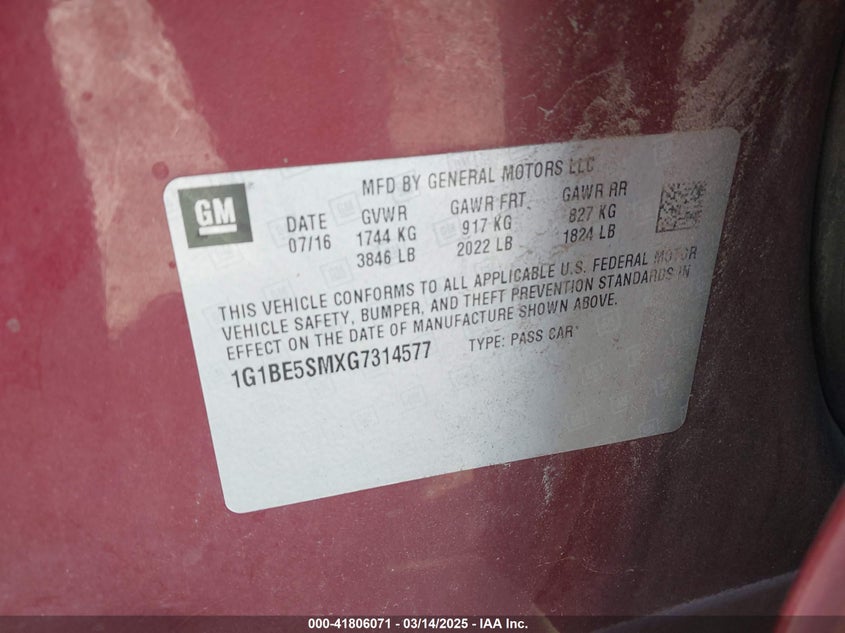 GM
MFD BY GENERAL MOTORS LLC
DATE GVWR GAWR FRT. GAWR RR
07/16 1744 KG 917 KG 827 KG
3846 LB 2022 LB 1824 LB
THIS VEHICLE CONFORMS TO ALL APPLICABLE U.S. FEDERAL MOTOR
VEHICLE SAFETY, BUMPER, AND THEFT PREVENTION STANDARDS IN
EFFECT ON THE DATE OF MANUFACTURE SHOWN ABOVE.
1G1BE5SMXG7314577 TYPE: PASS CAR
000-41806071 — 03/14/2025 — IAA Inc.